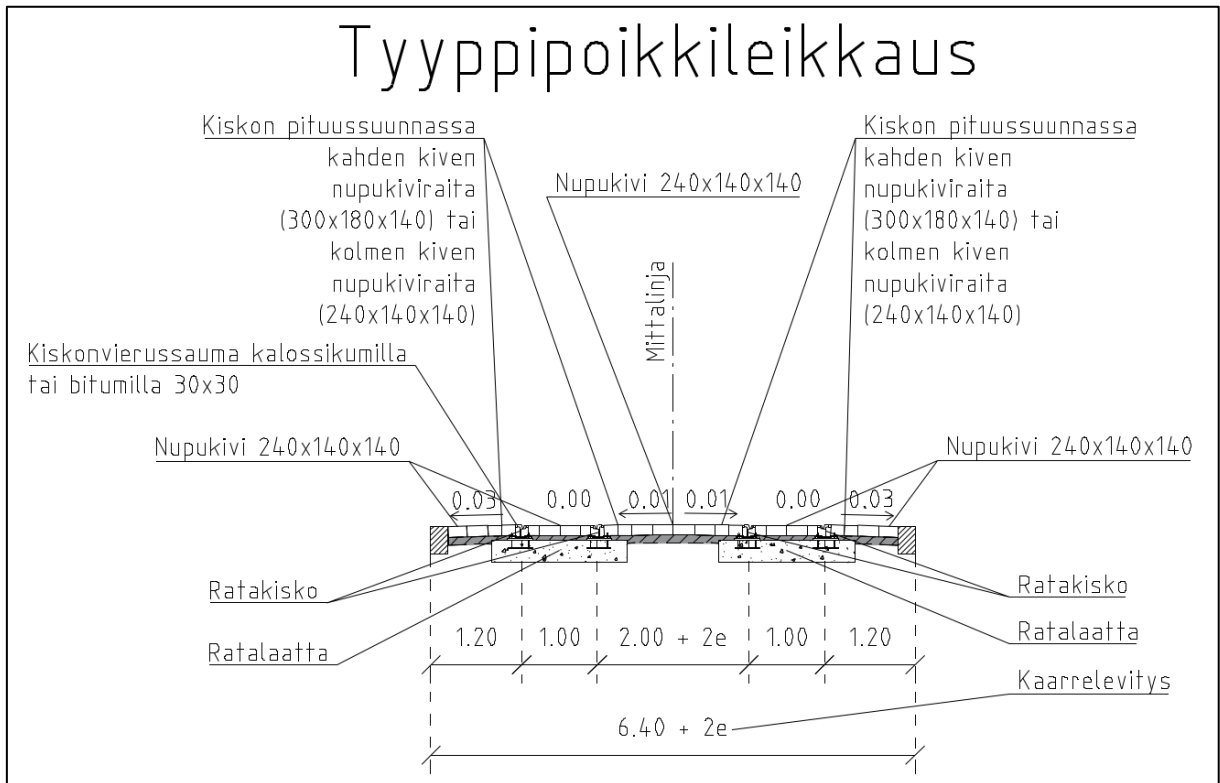 Tyyppipoikkileikkaus
Kiskon pituussuunnassa
kahden kiven
nupukiviraita
(300x180x140) tai
kolmen kiven
nupukiviraita
(240x140x140)
Nupukivi 240x140x140
Kiskon pituussuunnassa
kahden kiven
nupukiviraita
(300x180x140) tai
kolmen kiven
nupukiviraita
(240x140x140)
Mittalinja
Kiskonvierussauma kalossikumilla
tai bitumilla 30x30
Nupukivi 240x140x140
Nupukivi 240x140x140
0.03 0.00 0.01 0.01 0.00 0.03
Ratakisko
Ratakisko
Ratalaatta
Ratalaatta
1.20 1.00 2.00 + 2e 1.00 1.20
Kaarrelevitys
6.40 + 2e